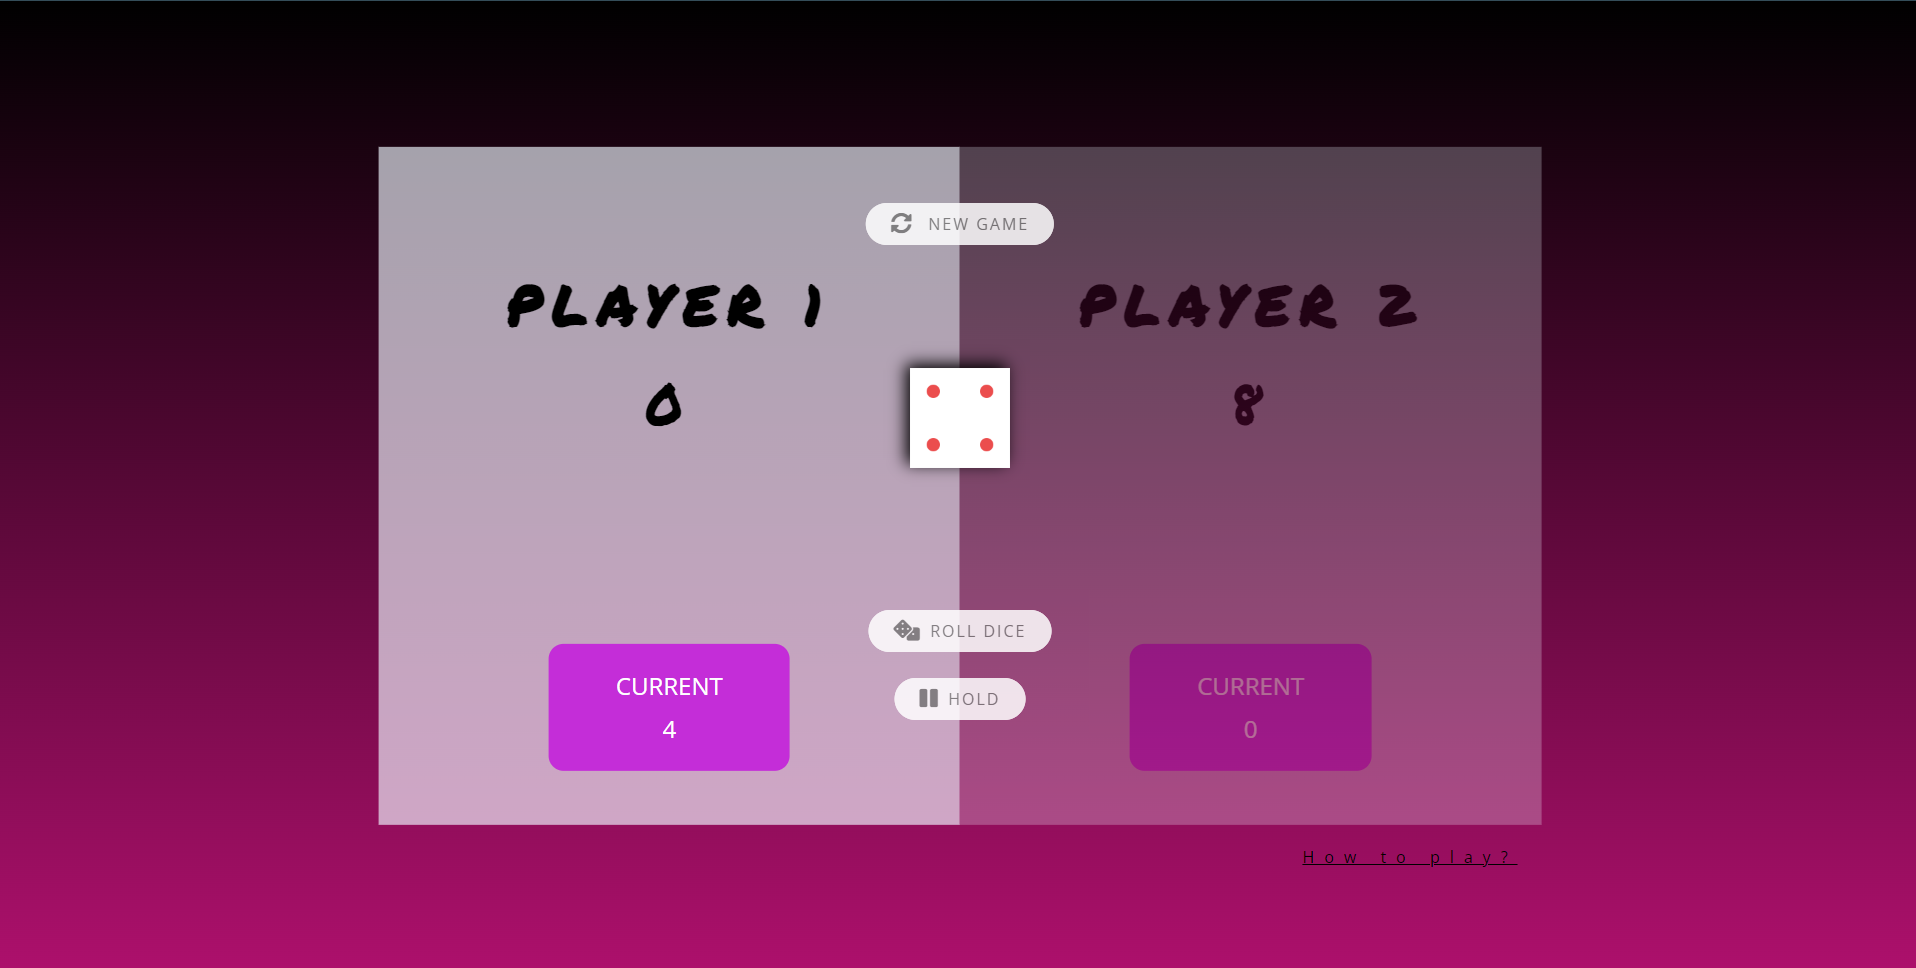 NEW GAME
PLAYER 1
0
PLAYER 2
8
ROLL DICE
HOLD
CURRENT
4
CURRENT
0
How to play?